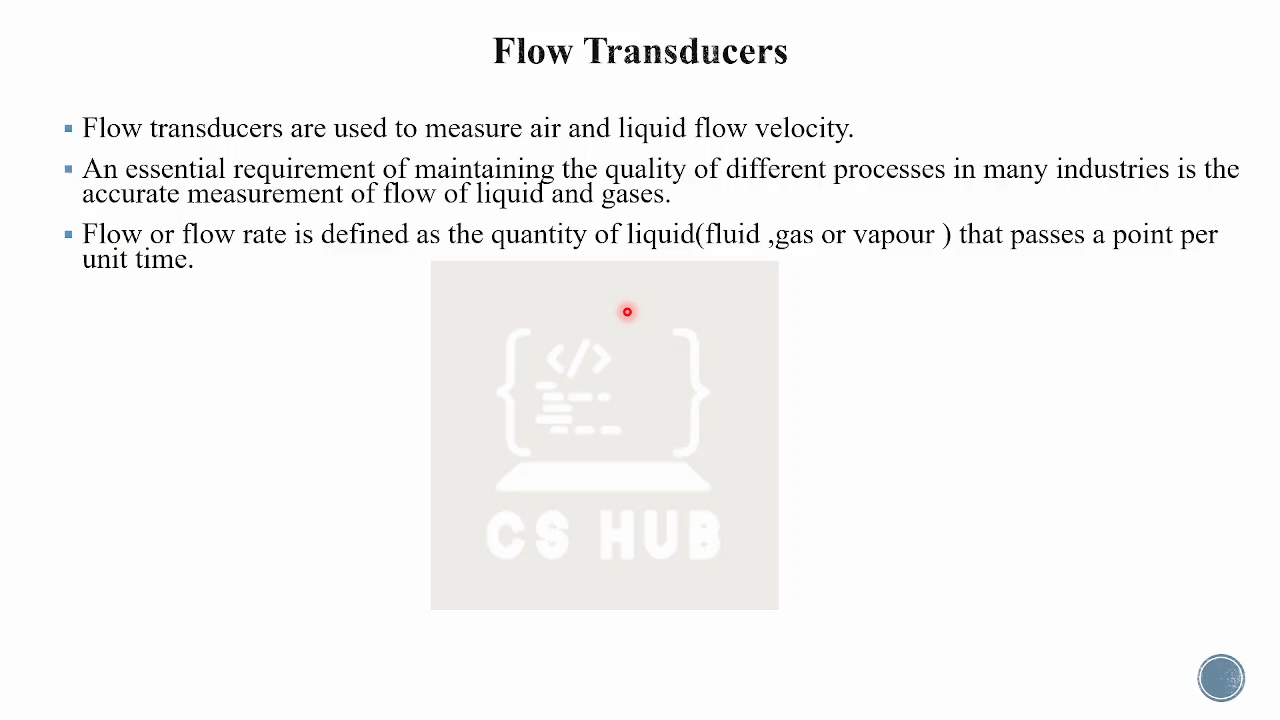 Flow Transducers
Flow transducers are used to measure air and liquid flow velocity.
An essential requirement of maintaining the quality of different processes in many industries is the
accurate measurement of flow of liquid and gases.
Flow or flow rate is defined as the quantity of liquid(fluid ,gas or vapour ) that passes a point per
unit time.
</>
CS HUB